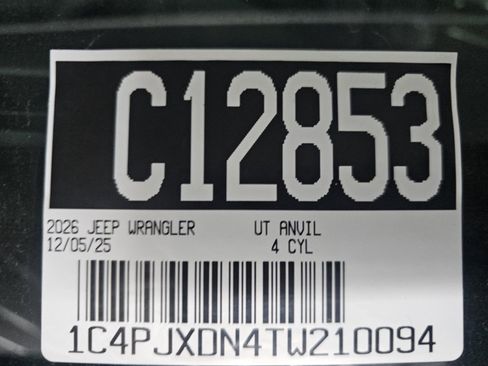 C12853
2026 JEEP WRANGLER UT ANVIL
12/05/25 4 CYL
1C4PJXDN4TW210094